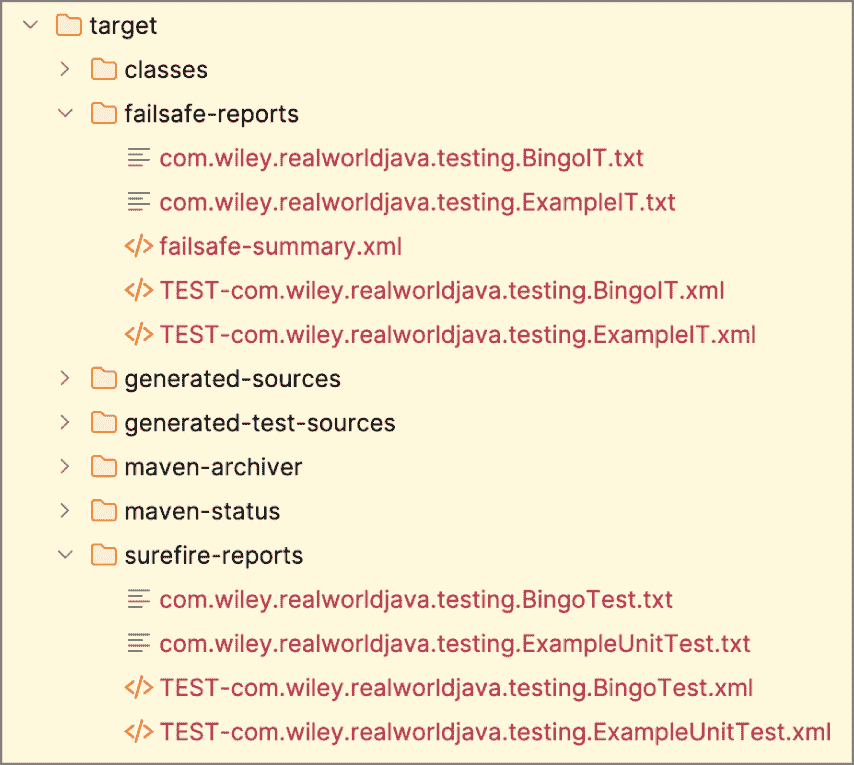 target
classes
failsafe-reports
com.wiley.realworldjava.testing.BingoIT.txt
com.wiley.realworldjava.testing.ExampleIT.txt
failsafe-summary.xml
TEST-com.wiley.realworldjava.testing.BingoIT.xml
TEST-com.wiley.realworldjava.testing.ExampleIT.xml
generated-sources
generated-test-sources
maven-archiver
maven-status
surefire-reports
com.wiley.realworldjava.testing.BingoTest.txt
com.wiley.realworldjava.testing.ExampleUnitTest.txt
TEST-com.wiley.realworldjava.testing.BingoTest.xml
TEST-com.wiley.realworldjava.testing.ExampleUnitTest.xml